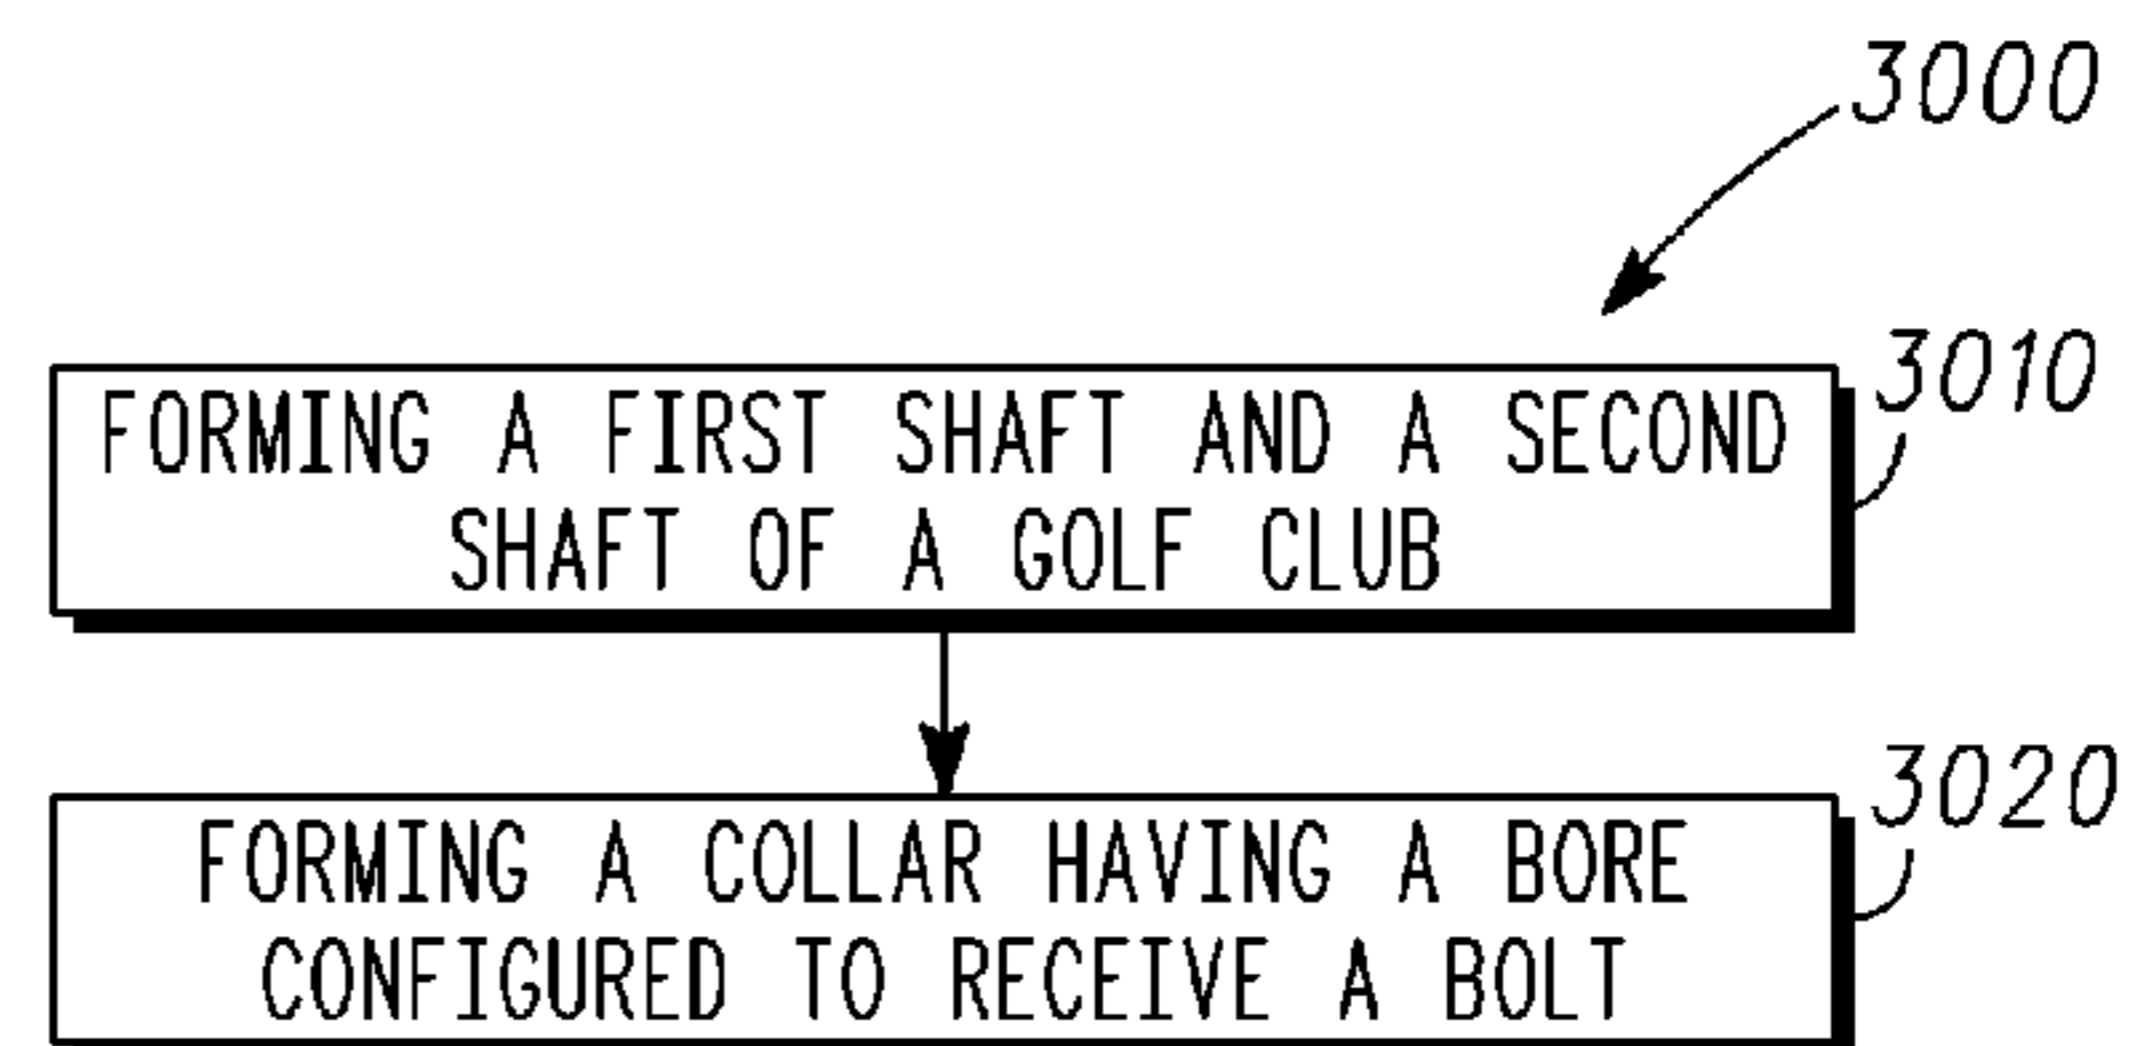 3000
3010
FORMING A FIRST SHAFT AND A SECOND
SHAFT OF A GOLF CLUB
3020
FORMING A COLLAR HAVING A BORE
CONFIGURED TO RECEIVE A BOLT